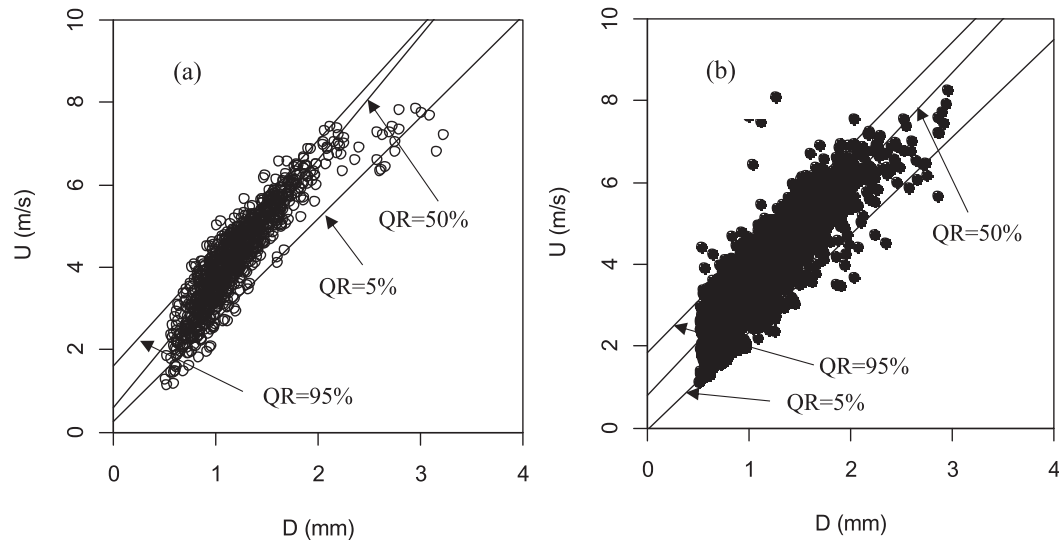 (a)
U (m/s)
10
8
6
4
2
0
QR=50%
QR=5%
QR=95%
0 1 2 3 4
D (mm)
(b)
U (m/s)
10
8
6
4
2
0
QR=50%
QR=95%
QR=5%
0 1 2 3 4
D (mm)